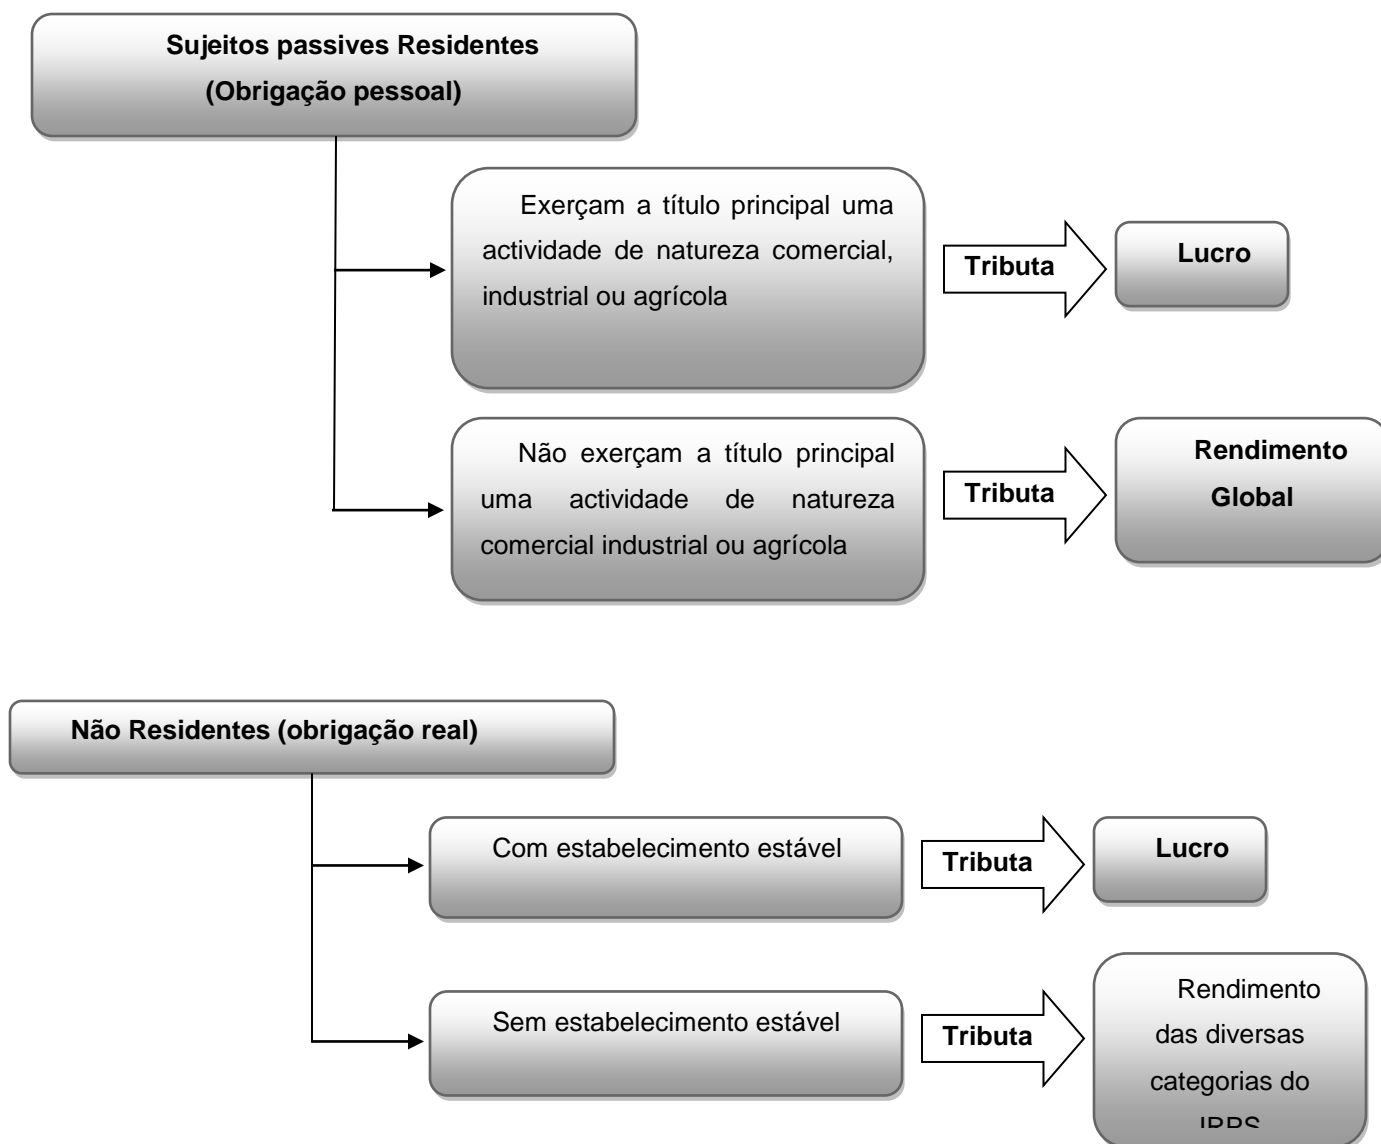 Sujeitos passives Residentes
(Obrigação pessoal)
Exerçam a título principal uma
actividade de natureza comercial,
industrial ou agrícola
Tributa
Lucro
Não exerçam a título principal
uma actividade de natureza
comercial industrial ou agrícola
Tributa
Rendimento
Global
Não Residentes (obrigação real)
Com estabelecimento estável
Tributa
Lucro
Sem estabelecimento estável
Tributa
Rendimento
das diversas
categorias do
IRPS